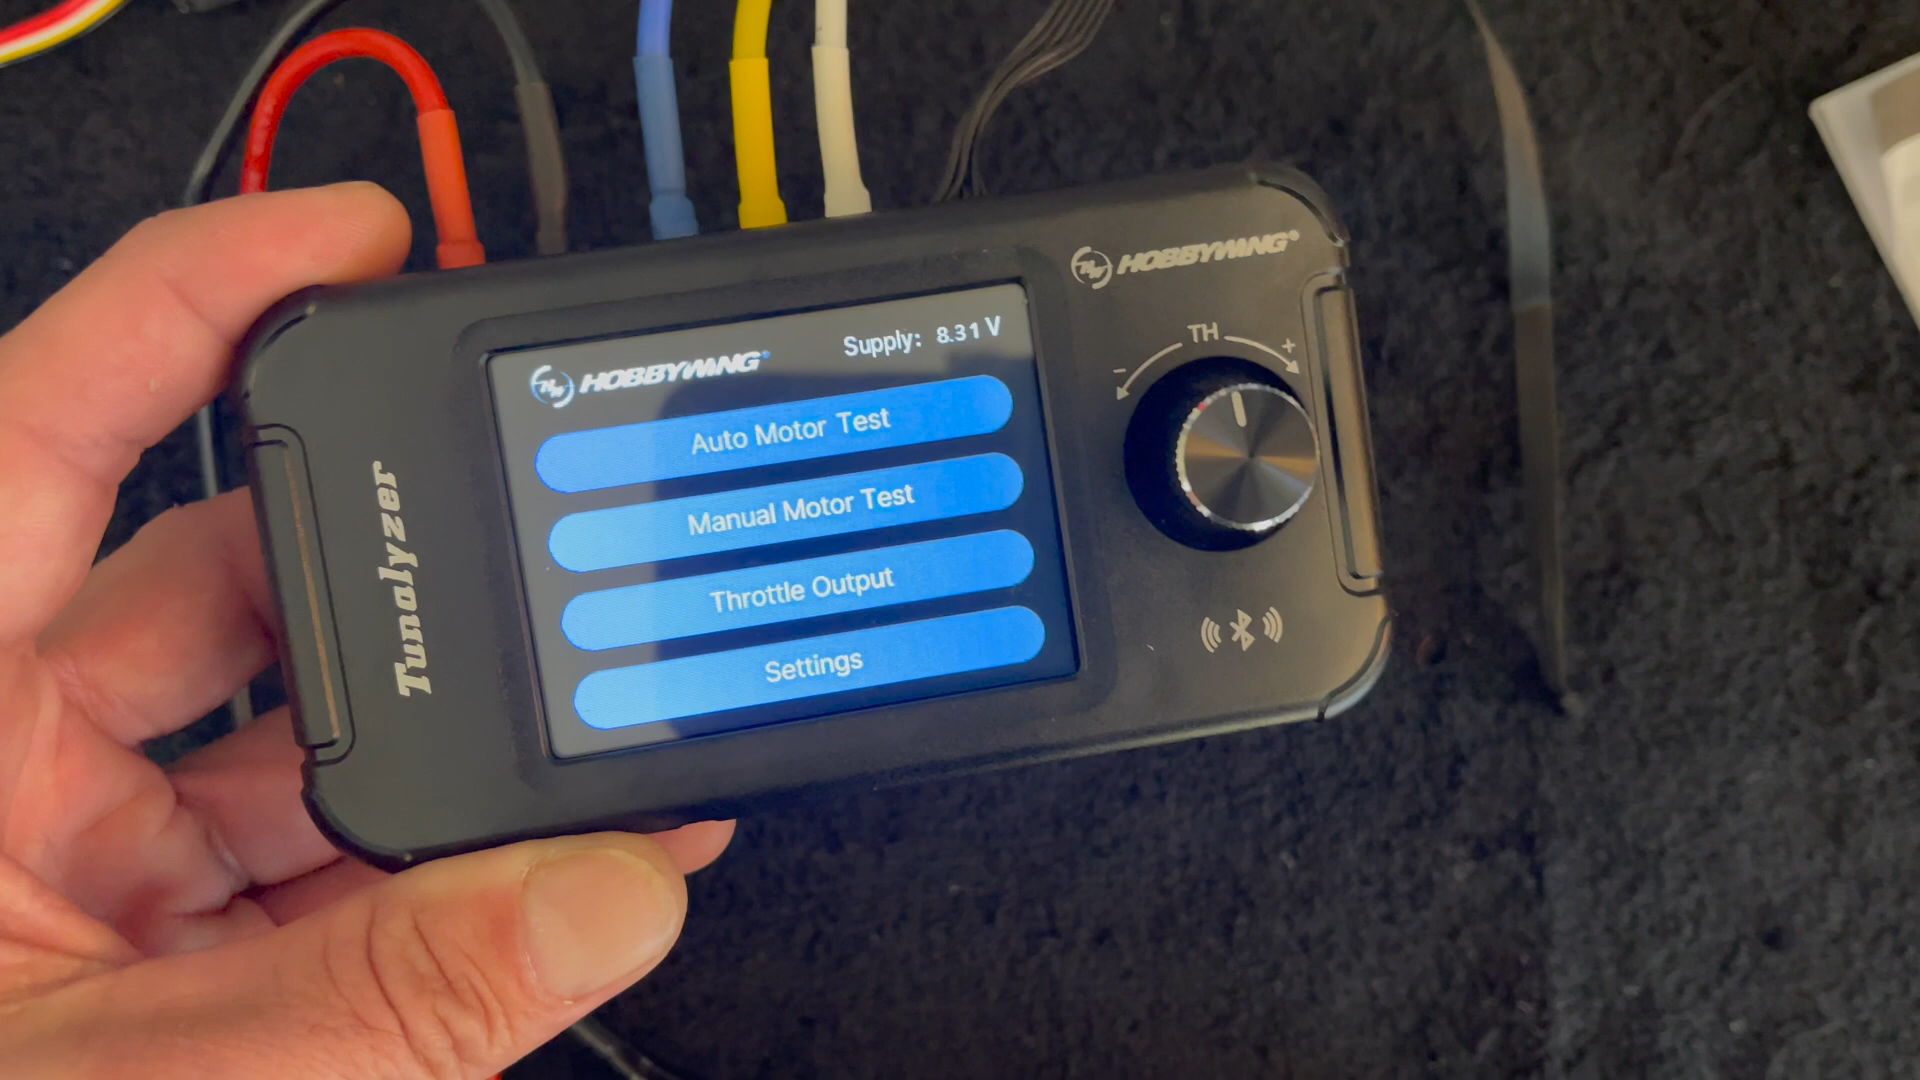 Tunalyzer
HOBBYWING®
Supply: 8.31 V
Auto Motor Test
Manual Motor Test
Throttle Output
Settings
HOBBYWING®
TH
- +